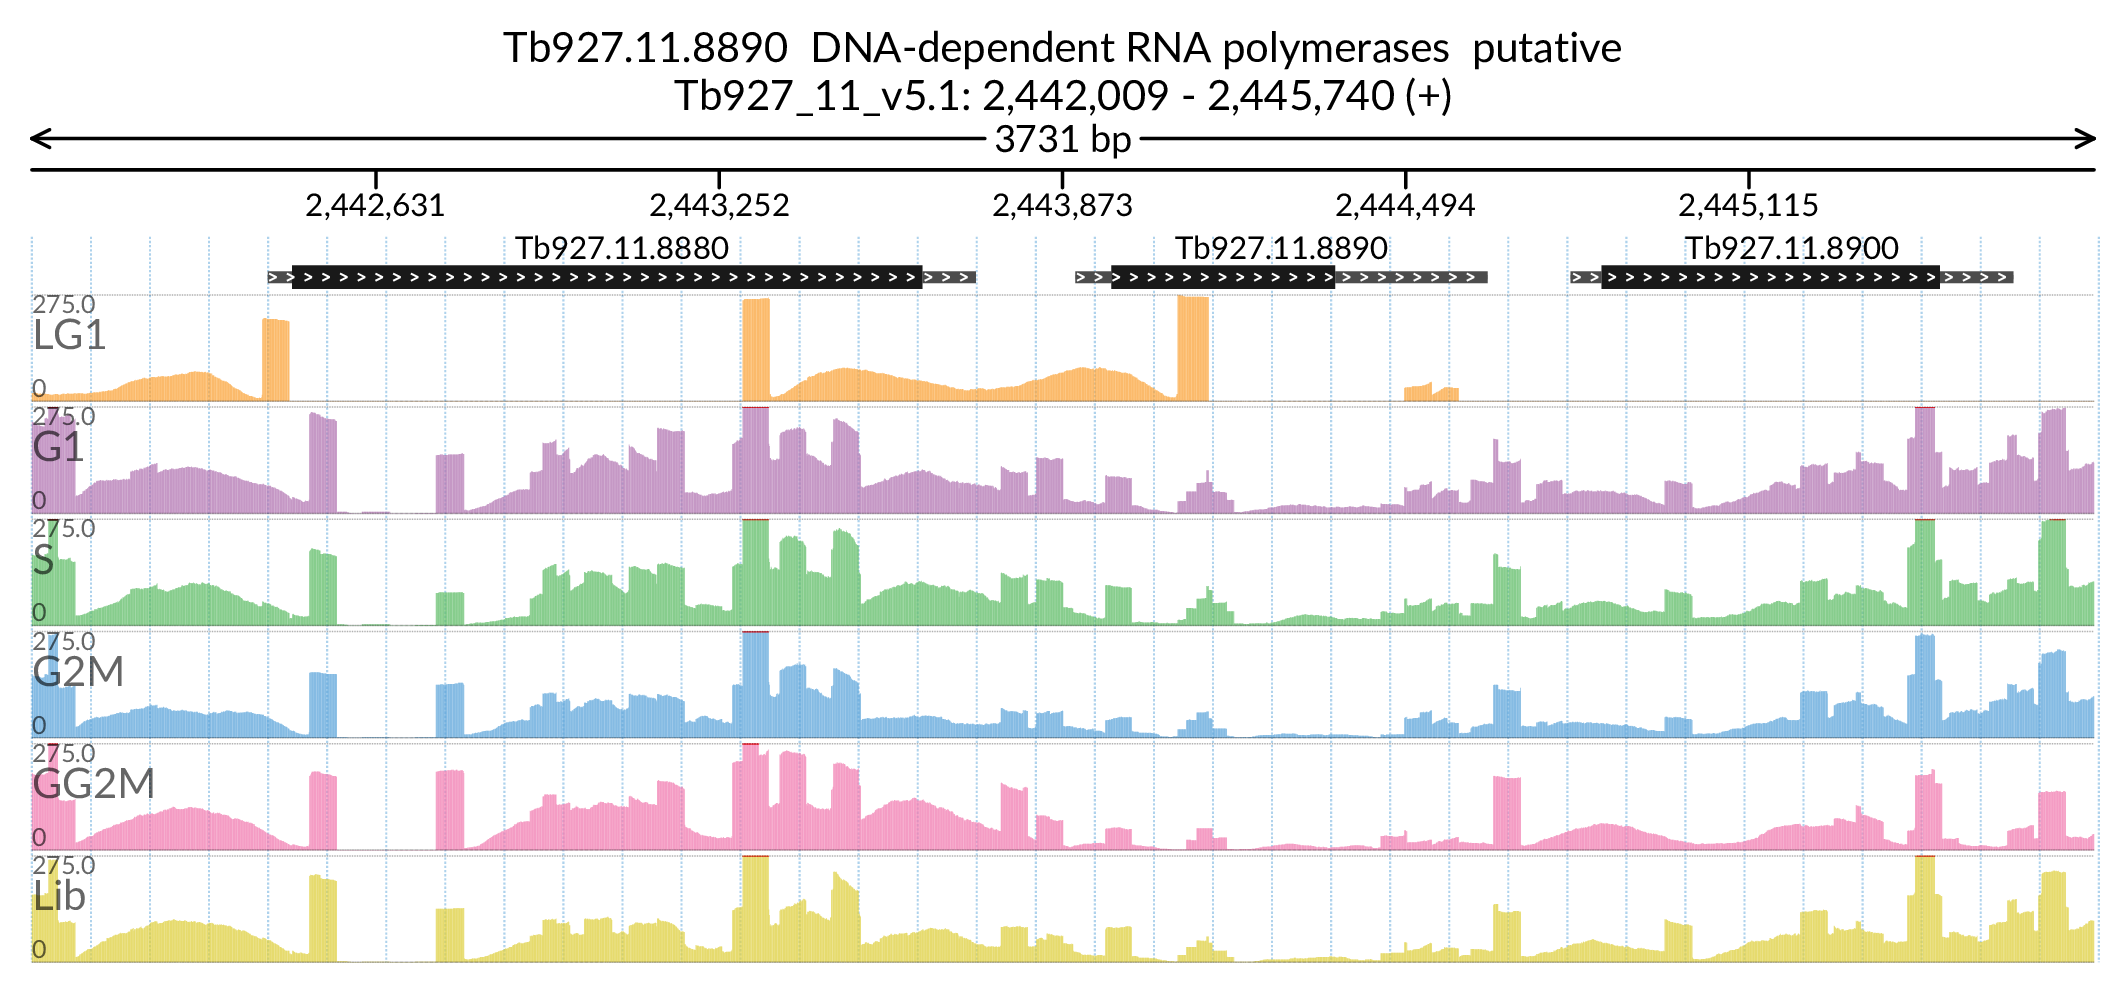 Tb927.11.8890 DNA-dependent RNA polymerases putative
Tb927_11_v5.1: 2,442,009 - 2,445,740 (+)
3731 bp
2,442,631 2,443,252 2,443,873 2,444,494 2,445,115
Tb927.11.8880 Tb927.11.8890 Tb927.11.8900
275.0
LG1
0
275.0
G1
0
275.0
S
0
275.0
G2M
0
275.0
GG2M
0
275.0
Lib
0